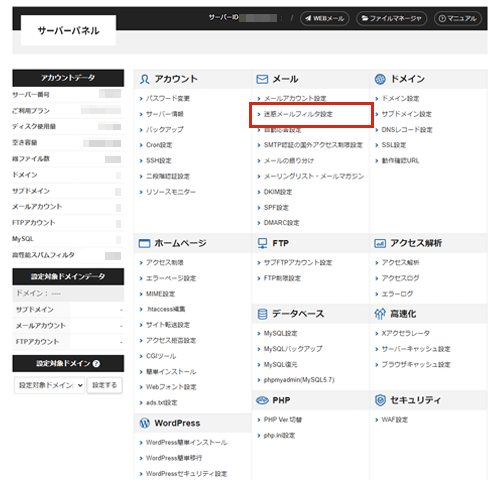 サーバーパネル
サーバーID
/
WEBメール
ファイルマネージャ
マニュアル
アカウントデータ
サーバー番号
ご利用プラン
ディスク使用量
空き容量
総ファイル数
ドメイン
サブドメイン
メールアカウント
FTPアカウント
MySQL
高性能スパムフィルタ
設定対象ドメインデータ
ドメイン： ----
サブドメイン -
メールアカウント -
FTPアカウント -
設定対象ドメイン ?
設定対象ドメイン:
設定する
アカウント
パスワード変更
サーバー情報
バックアップ
Cron設定
SSH設定
二段階認証設定
リソースモニター
メール
メールアカウント設定
迷惑メールフィルタ設定
自動応答設定
SMTP認証の国外アクセス制限設定
メールの振り分け
メーリングリスト・メールマガジン
DKIM設定
SPF設定
DMARC設定
ドメイン
ドメイン設定
サブドメイン設定
DNSレコード設定
SSL設定
動作確認URL
ホームページ
アクセス制限
エラーページ設定
MIME設定
.htaccess編集
サイト転送設定
アクセス拒否設定
CGIツール
簡単インストール
Webフォント設定
ads.txt設定
FTP
サブFTPアカウント設定
FTP制限設定
アクセス解析
アクセス解析
アクセスログ
エラーログ
データベース
MySQL設定
MySQLバックアップ
MySQL復元
phpmyadmin(MySQL5.7)
高速化
Xアクセラレータ
サーバーキャッシュ設定
ブラウザキャッシュ設定
WordPress
WordPress簡単インストール
WordPress簡単移行
WordPressセキュリティ設定
PHP
PHP Ver.切替
php.ini設定
セキュリティ
WAF設定